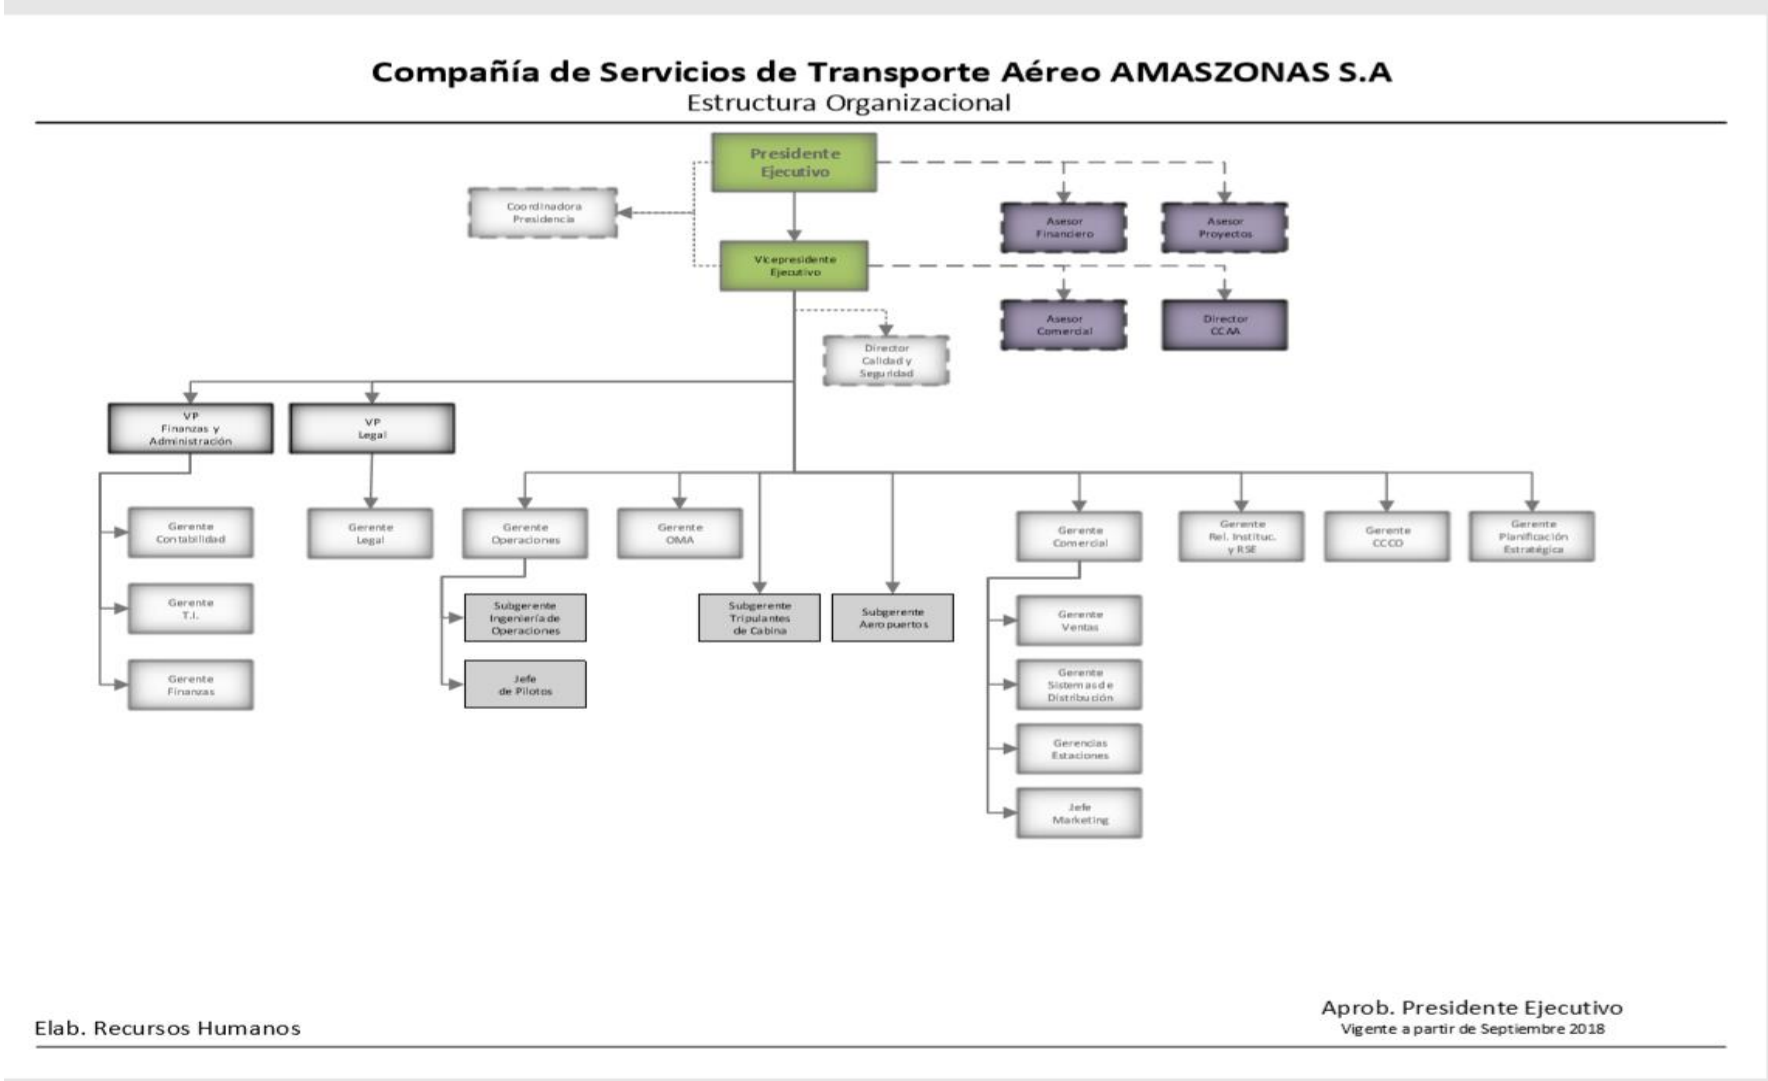 Compañía de Servicios de Transporte Aéreo AMASZONAS S.A
Estructura Organizacional
Presidente
Ejecutivo
Coordinadora
Presidencia
Asesor
Financiero
Asesor
Proyectos
Vicepresidente
Ejecutivo
Asesor
Comercial
Director
CCAA
Director
Calidad y
Seguridad
VP
Finanzas y
Administración
VP
Legal
Gerente
Contabilidad
Gerente
Legal
Gerente
Operaciones
Gerente
OMA
Gerente
Comercial
Gerente
Rel. Instituc.
y RSE
Gerente
CCCO
Gerente
Planificación
Estratégica
Gerente
T.I.
Subgerente
Ingeniería de
Operaciones
Subgerente
Tripulantes
de Cabina
Subgerente
Aeropuertos
Gerente
Ventas
Gerente
Finanzas
Jefe
de Pilotos
Gerente
Sistemas de
Distribución
Gerencias
Estaciones
Jefe
Marketing
Elab. Recursos Humanos
Aprob. Presidente Ejecutivo
Vigente a partir de Septiembre 2018